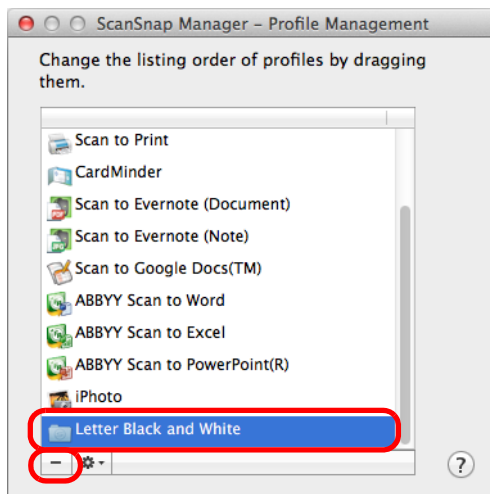 ScanSnap Manager – Profile Management
Change the listing order of profiles by dragging
them.
Scan to Print
CardMinder
Scan to Evernote (Document)
Scan to Evernote (Note)
Scan to Google Docs(TM)
ABBYY Scan to Word
ABBYY Scan to Excel
ABBYY Scan to PowerPoint(R)
iPhoto
Letter Black and White
− ?